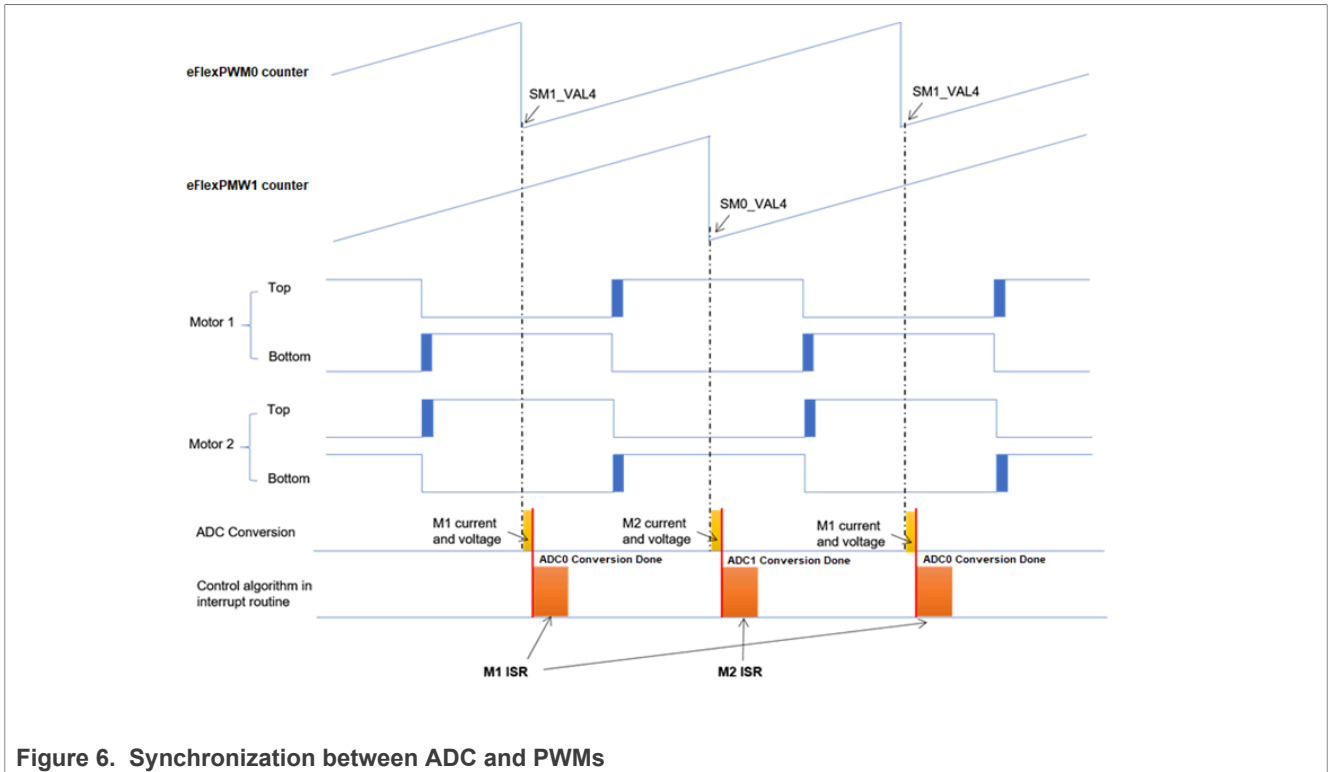 eFlexPWM0 counter
SM1_VAL4
SM1_VAL4
eFlexPMW1 counter
SM0_VAL4
Top
Motor 1
Bottom
Top
Motor 2
Bottom
ADC Conversion
M1 current
and voltage
M2 current
and voltage
M1 current
and voltage
ADC0 Conversion Done
ADC1 Conversion Done
ADC0 Conversion Done
Control algorithm in
interrupt routine
M1 ISR
M2 ISR
Figure 6. Synchronization between ADC and PWMs